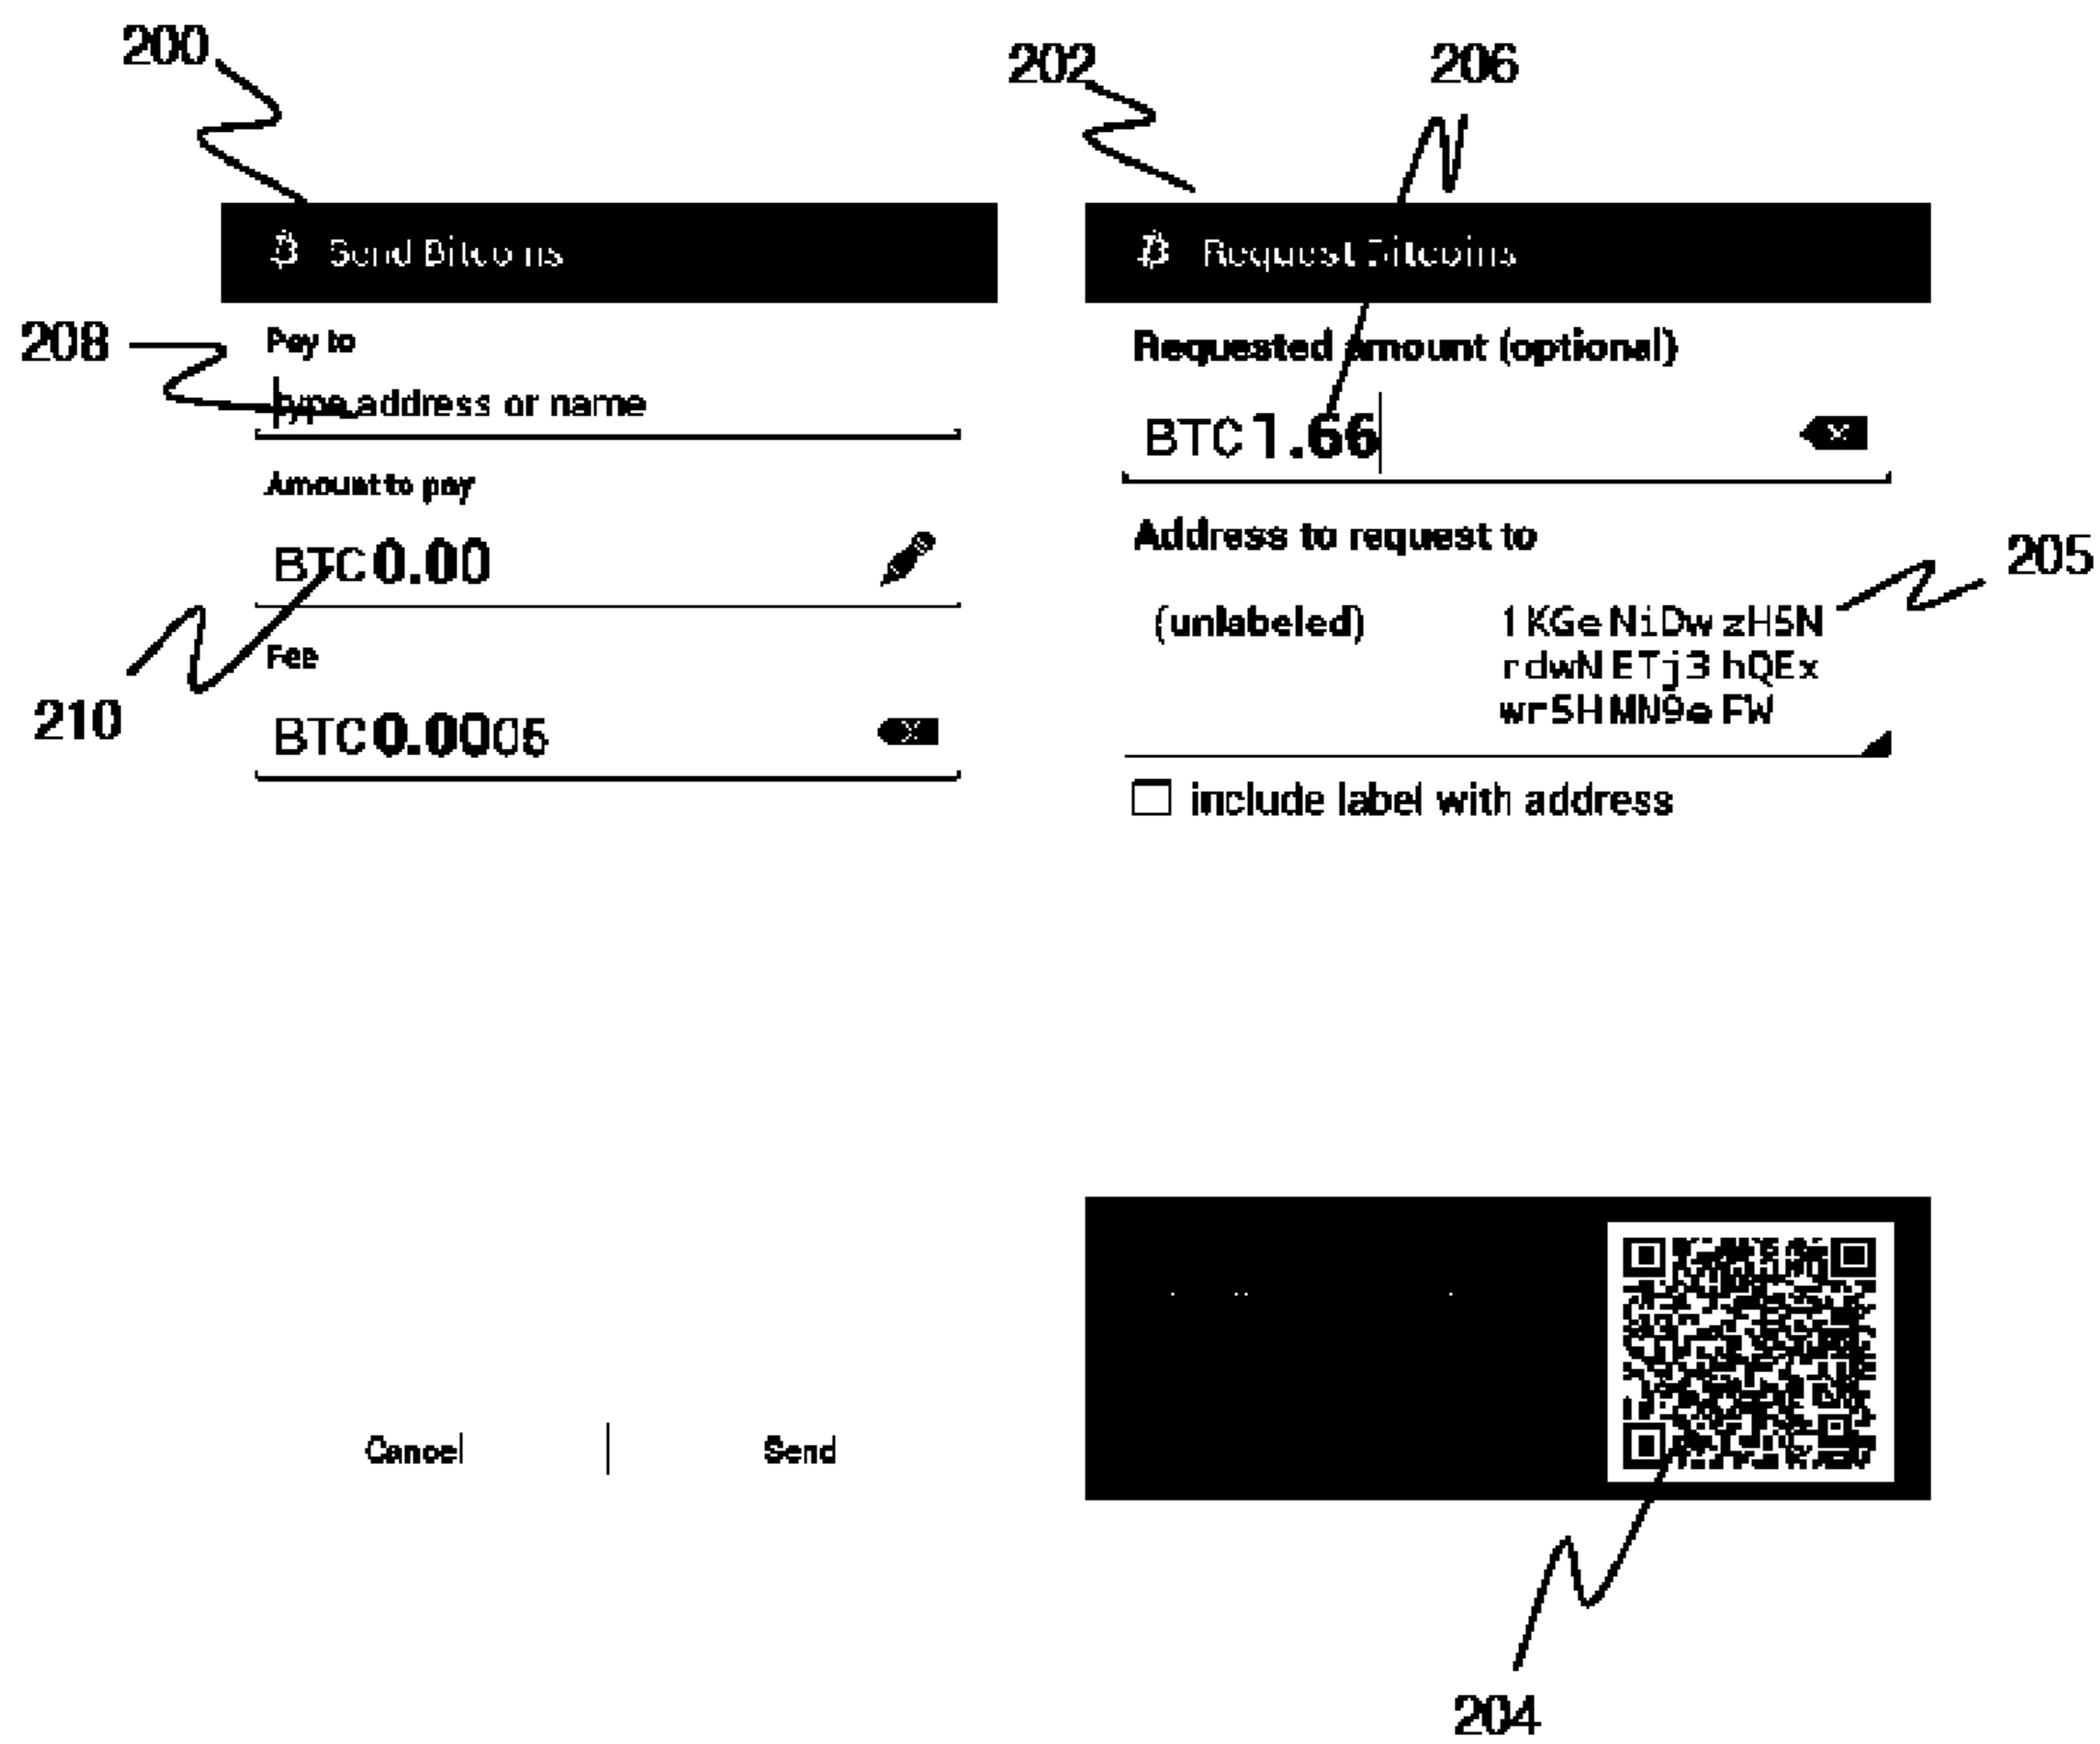 200
202
206
Send Bitcoins
Request Bitcoins
208
Pay to
type address or name
Requested amount (optional)
BTC 1.66
Amount to pay
BTC 0.00
Address to request to
205
(unlabeled)
1KGeNiDwzH5N
rdwNETj3hQEx
wrSHMN9eFW
210
Fee
BTC 0.0005
include label with address
Cancel
Send
204